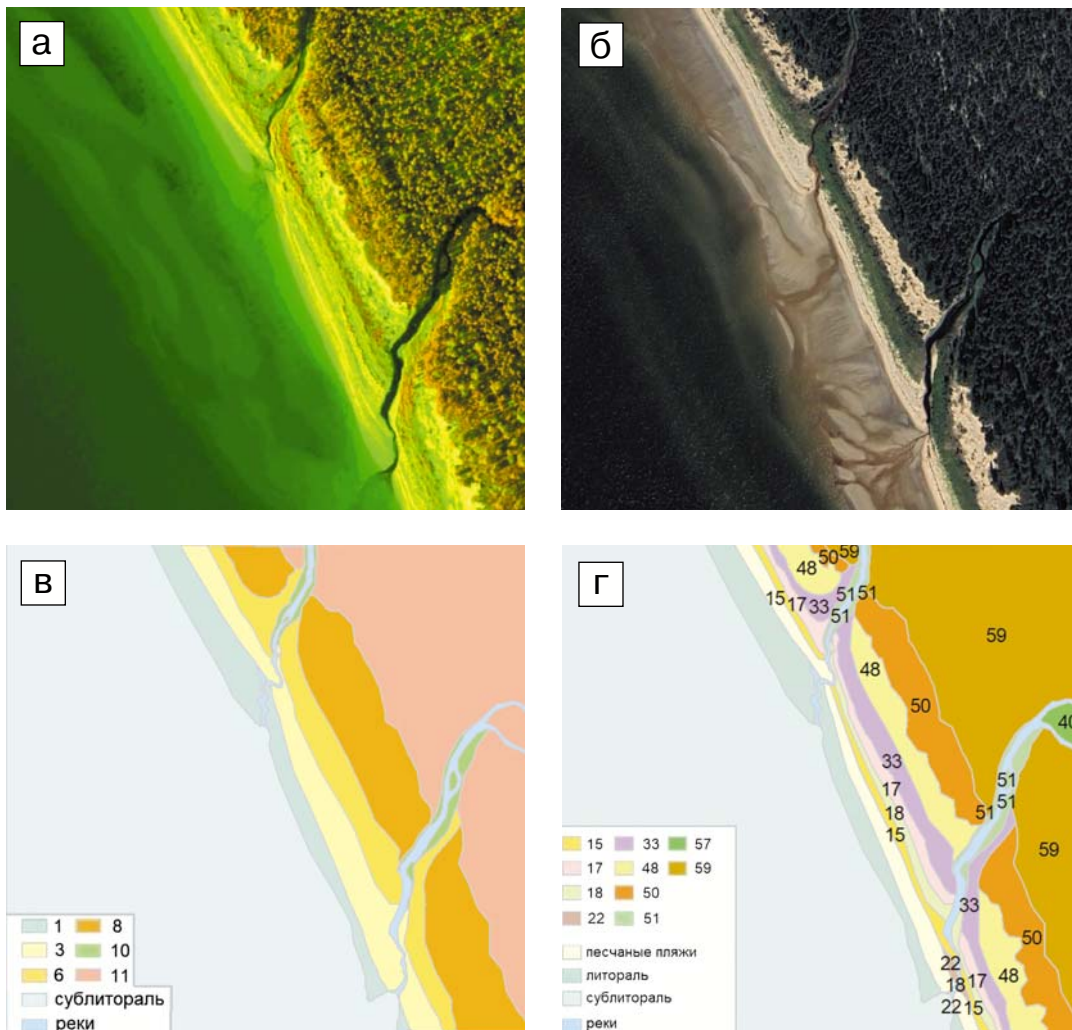 а
б
в
1 8
3 10
6 11
сублитораль
реки
г
50 59
48
15 17 33 51 51
51
59
48
50
40
33
51
17
51
18
51
15
59
33
50
22
17 48
18
22 15
15 33 57
17 48 59
18 50
22 51
песчаные пляжи
литораль
сублитораль
реки